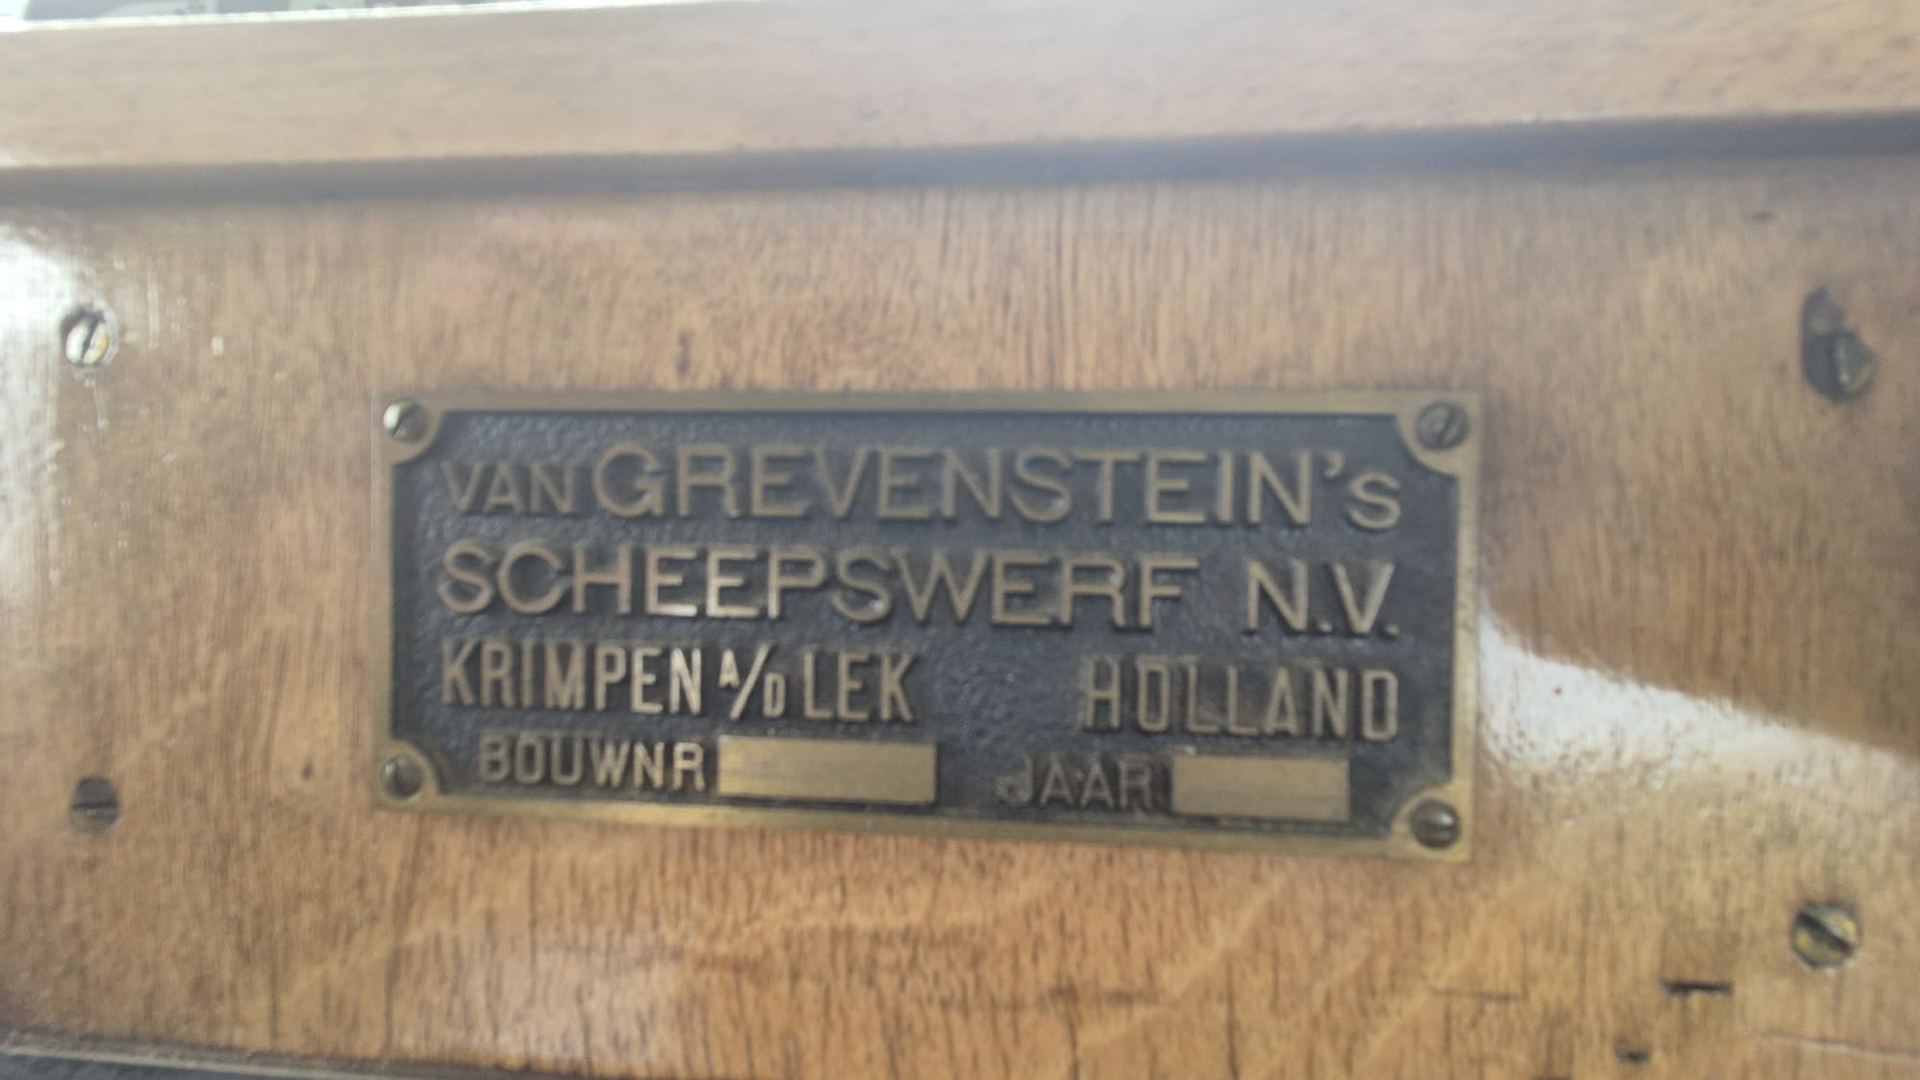 VAN GREVENSTEIN's
SCHEEPSWERF N.V.
KRIMPEN A/D LEK HOLLAND
BOUWNR JAAR